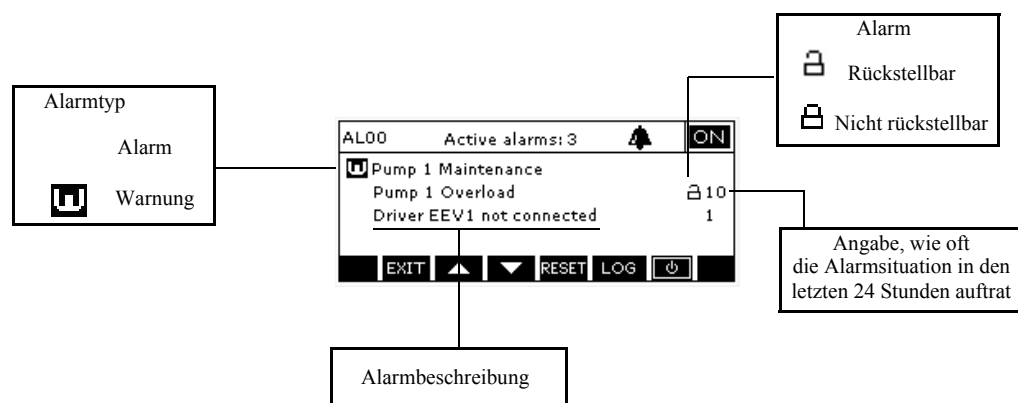 Alarmtyp
Alarm
Warnung
Alarm
Rückstellbar
Nicht rückstellbar
AL00 Active alarms: 3 ON
Pump 1 Maintenance
Pump 1 Overload 10
Driver EEV1 not connected 1
EXIT RESET LOG
Angabe, wie oft
die Alarmsituation in den
letzten 24 Stunden auftrat
Alarmbeschreibung